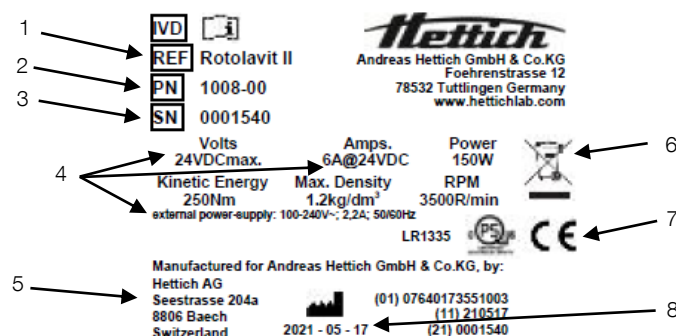 1
IVD i
REF Rotolavit II
2
PN 1008-00
3
SN 0001540
Hettich
Andreas Hettich GmbH & Co.KG
Foehrenstrasse 12
78532 Tuttlingen Germany
www.hettichlab.com
4
Volts Amps. Power
24VDCmax. 6A@24VDC 150W
Kinetic Energy Max. Density RPM
250Nm 1.2kg/dm³ 3500R/min
external power-supply: 100-240V~; 2,2A; 50/60Hz
6
LR1335 PS CE
7
Manufactured for Andreas Hettich GmbH & Co.KG, by:
5
Hettich AG
Seestrasse 204a
8806 Baech
Switzerland
2021 - 05 - 17
(01) 07640173551003
(11) 210517
(21) 0001540
8